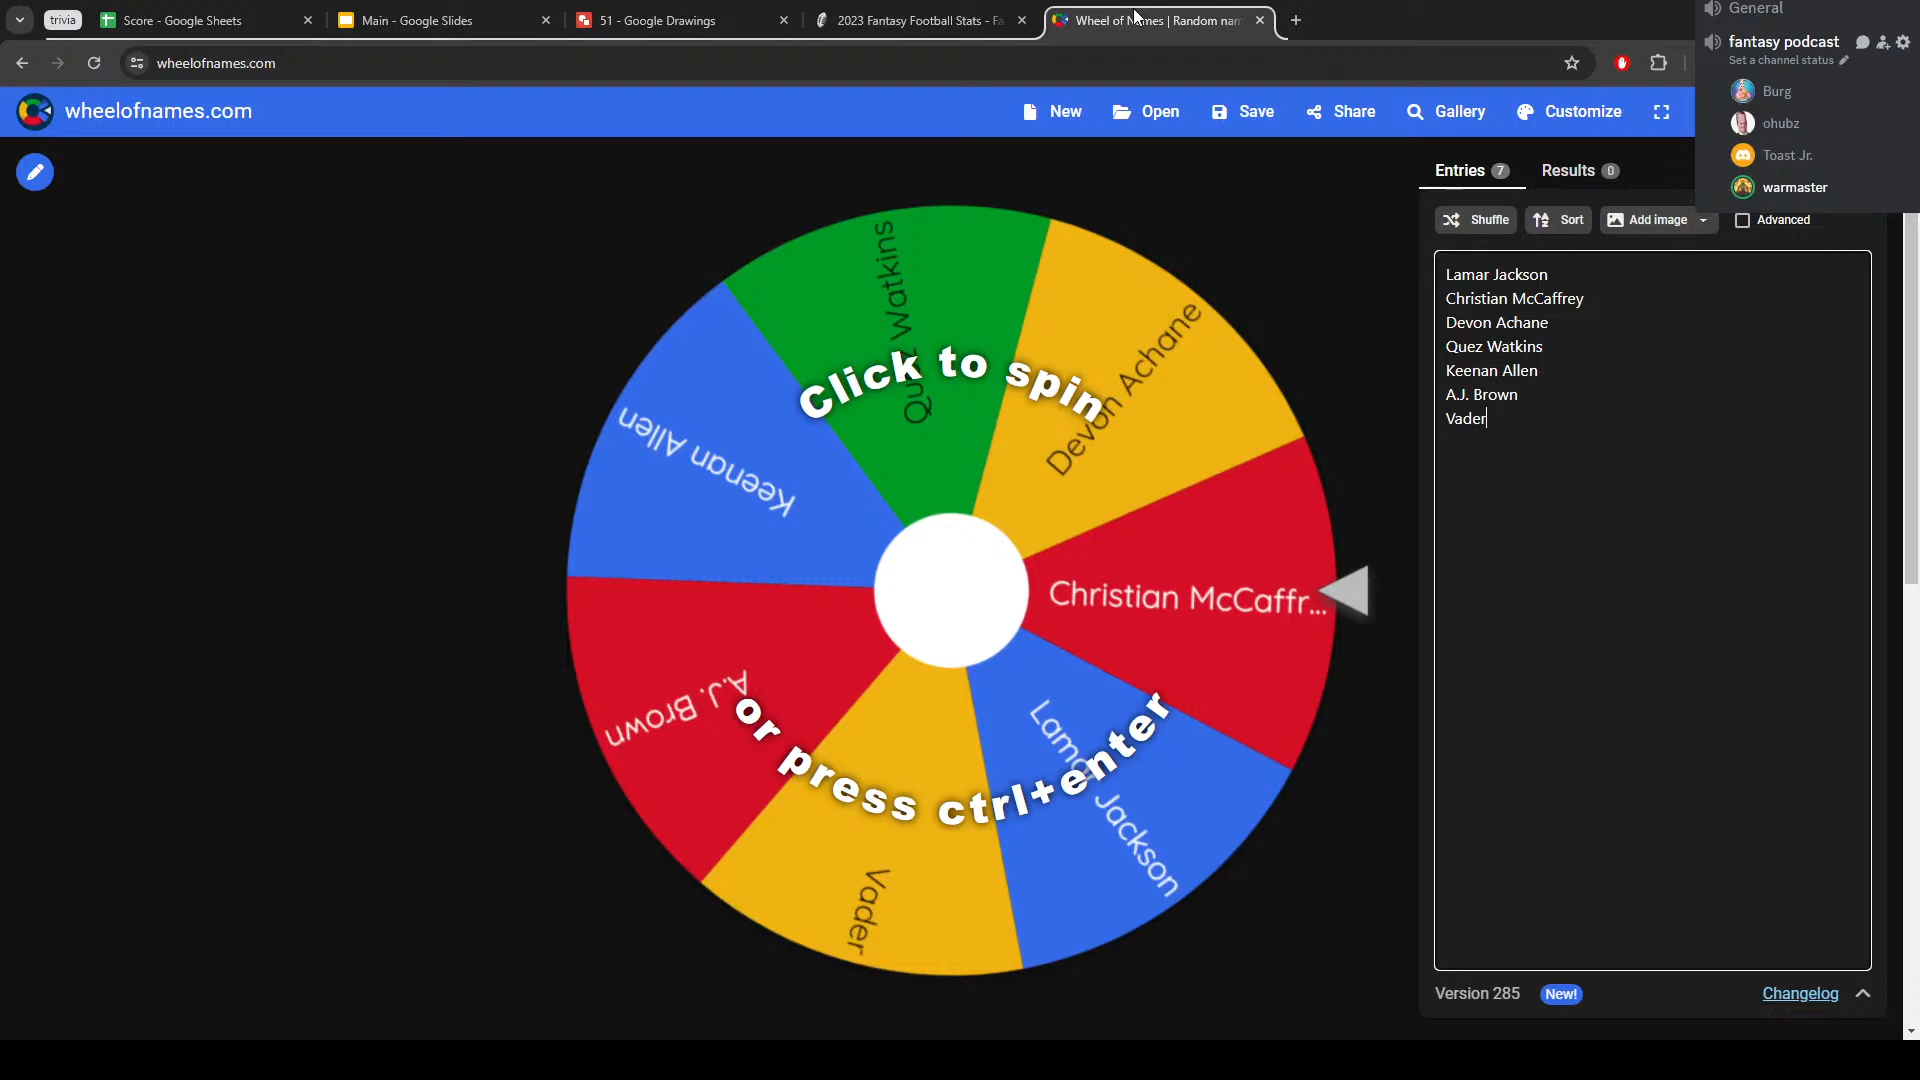 trivia
Score - Google Sheets
Main - Google Slides
51 - Google Drawings
2023 Fantasy Football Stats - Fa
Wheel of Names | Random nam
General
wheelofnames.com
fantasy podcast
Set a channel status
Burg
ohubz
Toast Jr.
warmaster
wheelofnames.com
New
Open
Save
Share
Gallery
Customize
Entries 7
Results 0
Shuffle
Sort
Add image
Advanced
Lamar Jackson
Christian McCaffrey
Devon Achane
Quez Watkins
Keenan Allen
A.J. Brown
Vader
Quez Watkins
Devon Achane
Christian McCaffr...
Lamar Jackson
Vader
A.J. Brown
Keenan Allen
Click to spin
or press ctrl+enter
Version 285
New!
Changelog